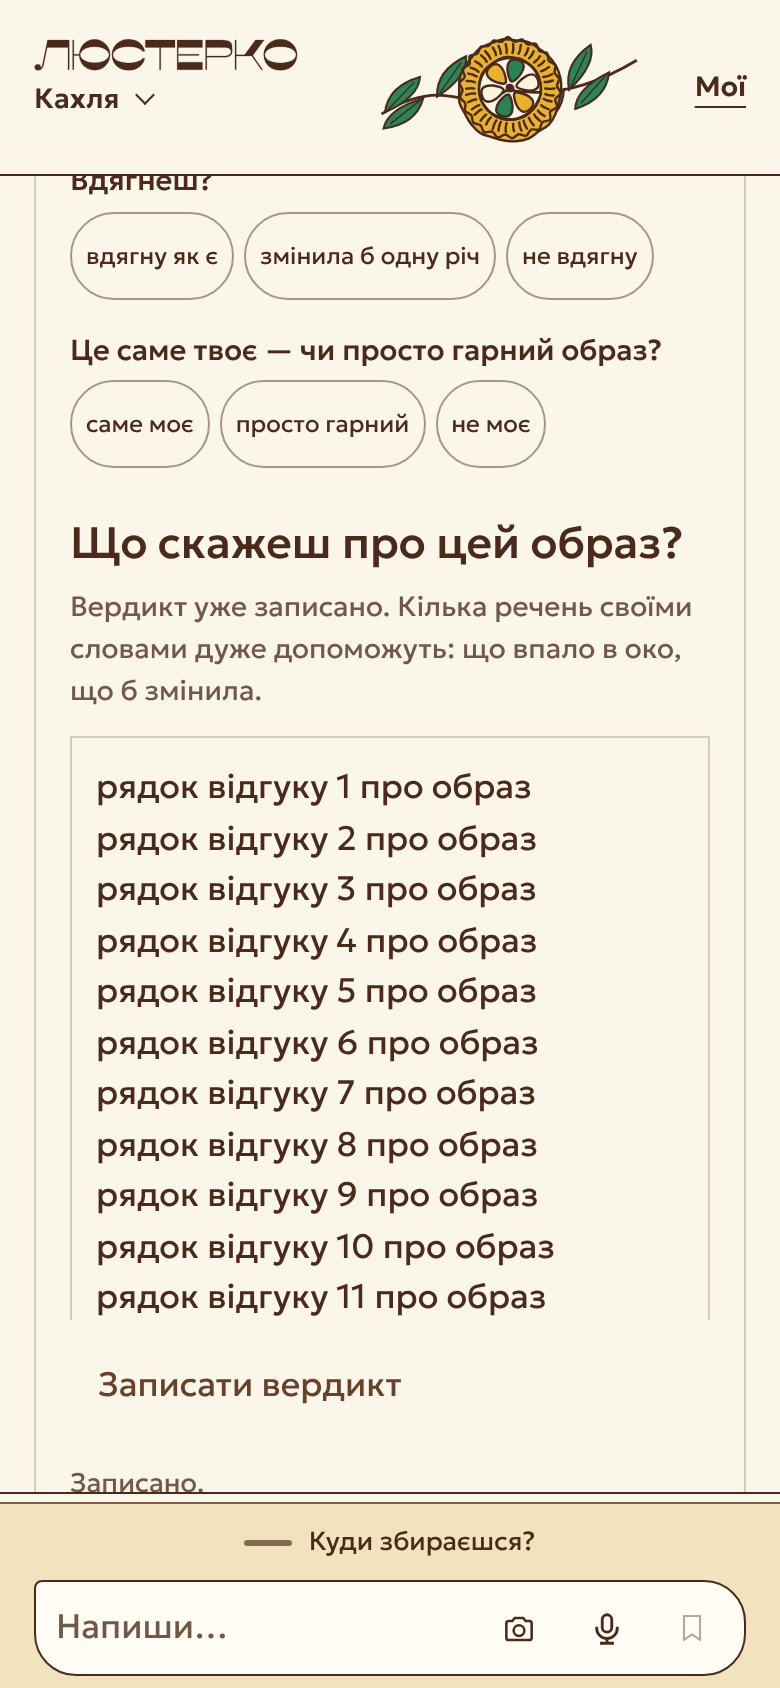 ЛЮСТЕРКО
Кахля
Мої
Вдягнеш?
вдягну як є
змінила б одну річ
не вдягну
Це саме твоє — чи просто гарний образ?
саме моє
просто гарний
не моє
Що скажеш про цей образ?
Вердикт уже записано. Кілька речень своїми
словами дуже допоможуть: що впало в око,
що б змінила.
рядок відгуку 1 про образ
рядок відгуку 2 про образ
рядок відгуку 3 про образ
рядок відгуку 4 про образ
рядок відгуку 5 про образ
рядок відгуку 6 про образ
рядок відгуку 7 про образ
рядок відгуку 8 про образ
рядок відгуку 9 про образ
рядок відгуку 10 про образ
рядок відгуку 11 про образ
Записати вердикт
Записано.
Куди збираєшся?
Напиши...